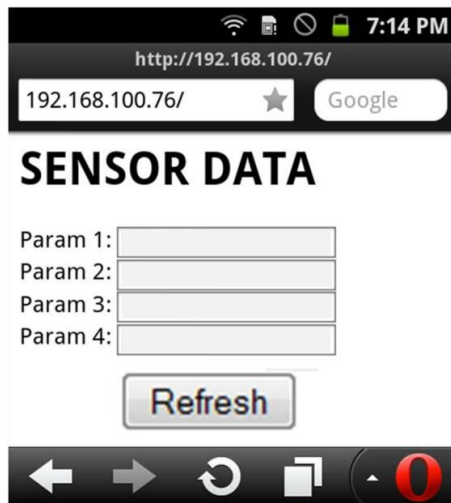 7:14 PM
http://192.168.100.76/
192.168.100.76/ Google
SENSOR DATA
Param 1:
Param 2:
Param 3:
Param 4:
Refresh